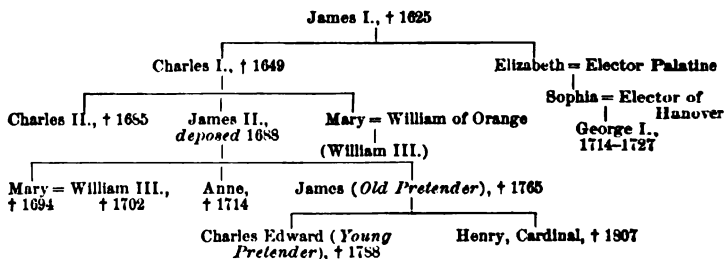 James I., † 1625
Charles I., † 1649
Elizabeth = Elector Palatine
Sophia = Elector of
Hanover
Charles II., † 1685
James II.,
deposed 1688
Mary = William of Orange
George I.,
1714–1727
(William III.)
Mary = William III.,
† 1694 † 1702
Anne,
† 1714
James (Old Pretender), † 1765
Charles Edward (Young
Pretender), † 1788
Henry, Cardinal, † 1807